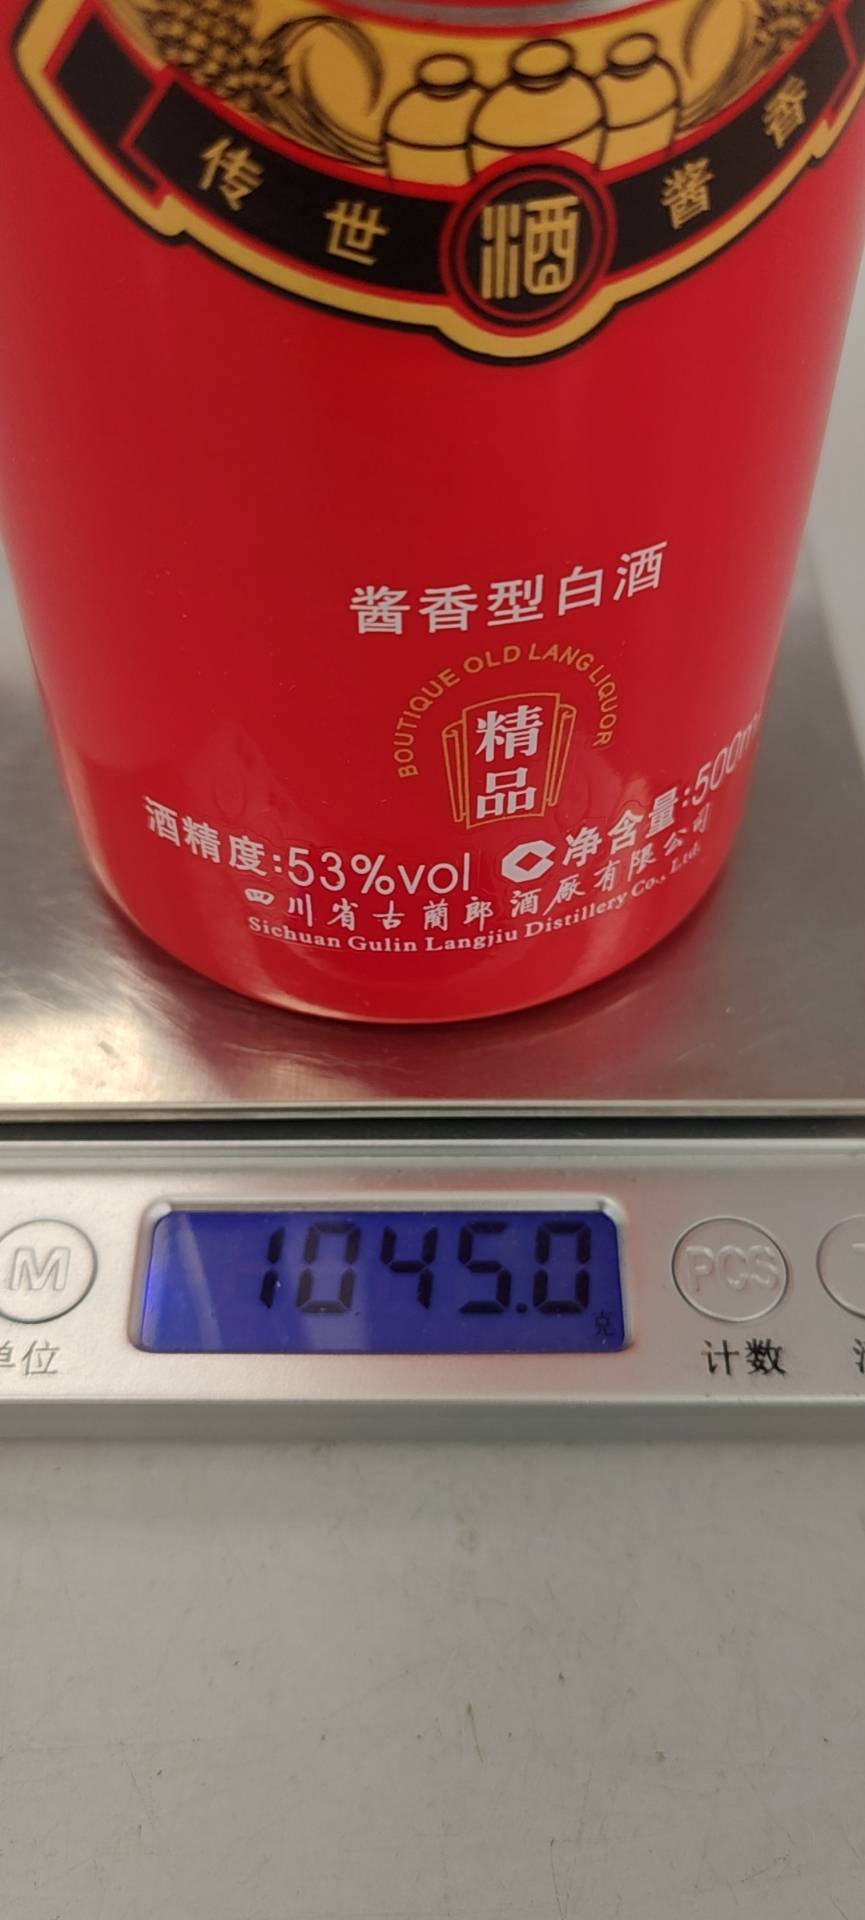 传世酒酱香
酱香型白酒
BOUTIQUE OLD LANG LIQUOR
精
品
酒精度:53%vol 净含量:500m
四川省古蔺郎酒厂有限公司
Sichuan Gulin Langjiu Distillery Co., Ltd.
1045.0
克
M
PCS
单位
计数